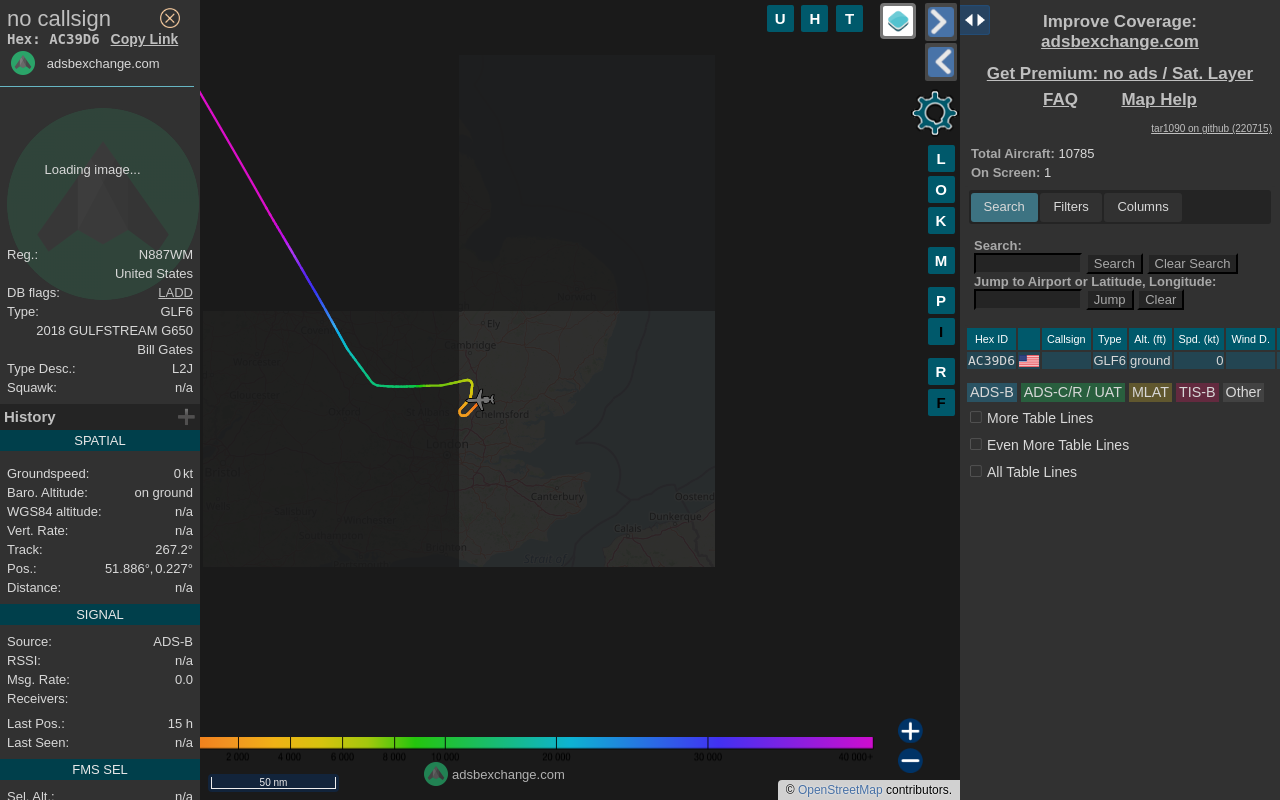 no callsign
Hex: AC39D6 Copy Link
adsbexchange.com
Loading image...
Reg.: N887WM
United States
DB flags: LADD
Type: GLF6
2018 GULFSTREAM G650
Bill Gates
Type Desc.: L2J
Squawk: n/a
History
SPATIAL
Groundspeed: 0 kt
Baro. Altitude: on ground
WGS84 altitude: n/a
Vert. Rate: n/a
Track: 267.2°
Pos.: 51.886°, 0.227°
Distance: n/a
SIGNAL
Source: ADS-B
RSSI: n/a
Msg. Rate: 0.0
Receivers:
Last Pos.: 15 h
Last Seen: n/a
FMS SEL
Sel. Alt.: n/a
U H T
L
O
K
M
P
I
R
F
Ely
Cambridge
Oxford
Chelmsford
London
Canterbury
Oostende
Dunkerque
Calais
2 000 4 000 6 000 8 000 10 000 20 000 30 000 40 000+
50 nm
adsbexchange.com
© OpenStreetMap contributors.
Improve Coverage:
adsbexchange.com
Get Premium: no ads / Sat. Layer
FAQ Map Help
tar1090 on github (220715)
Total Aircraft: 10785
On Screen: 1
Search Filters Columns
Search:
Search Clear Search
Jump to Airport or Latitude, Longitude:
Jump Clear
Hex ID Callsign Type Alt. (ft) Spd. (kt) Wind D.
AC39D6 GLF6 ground 0
ADS-B ADS-C/R / UAT MLAT TIS-B Other
More Table Lines
Even More Table Lines
All Table Lines